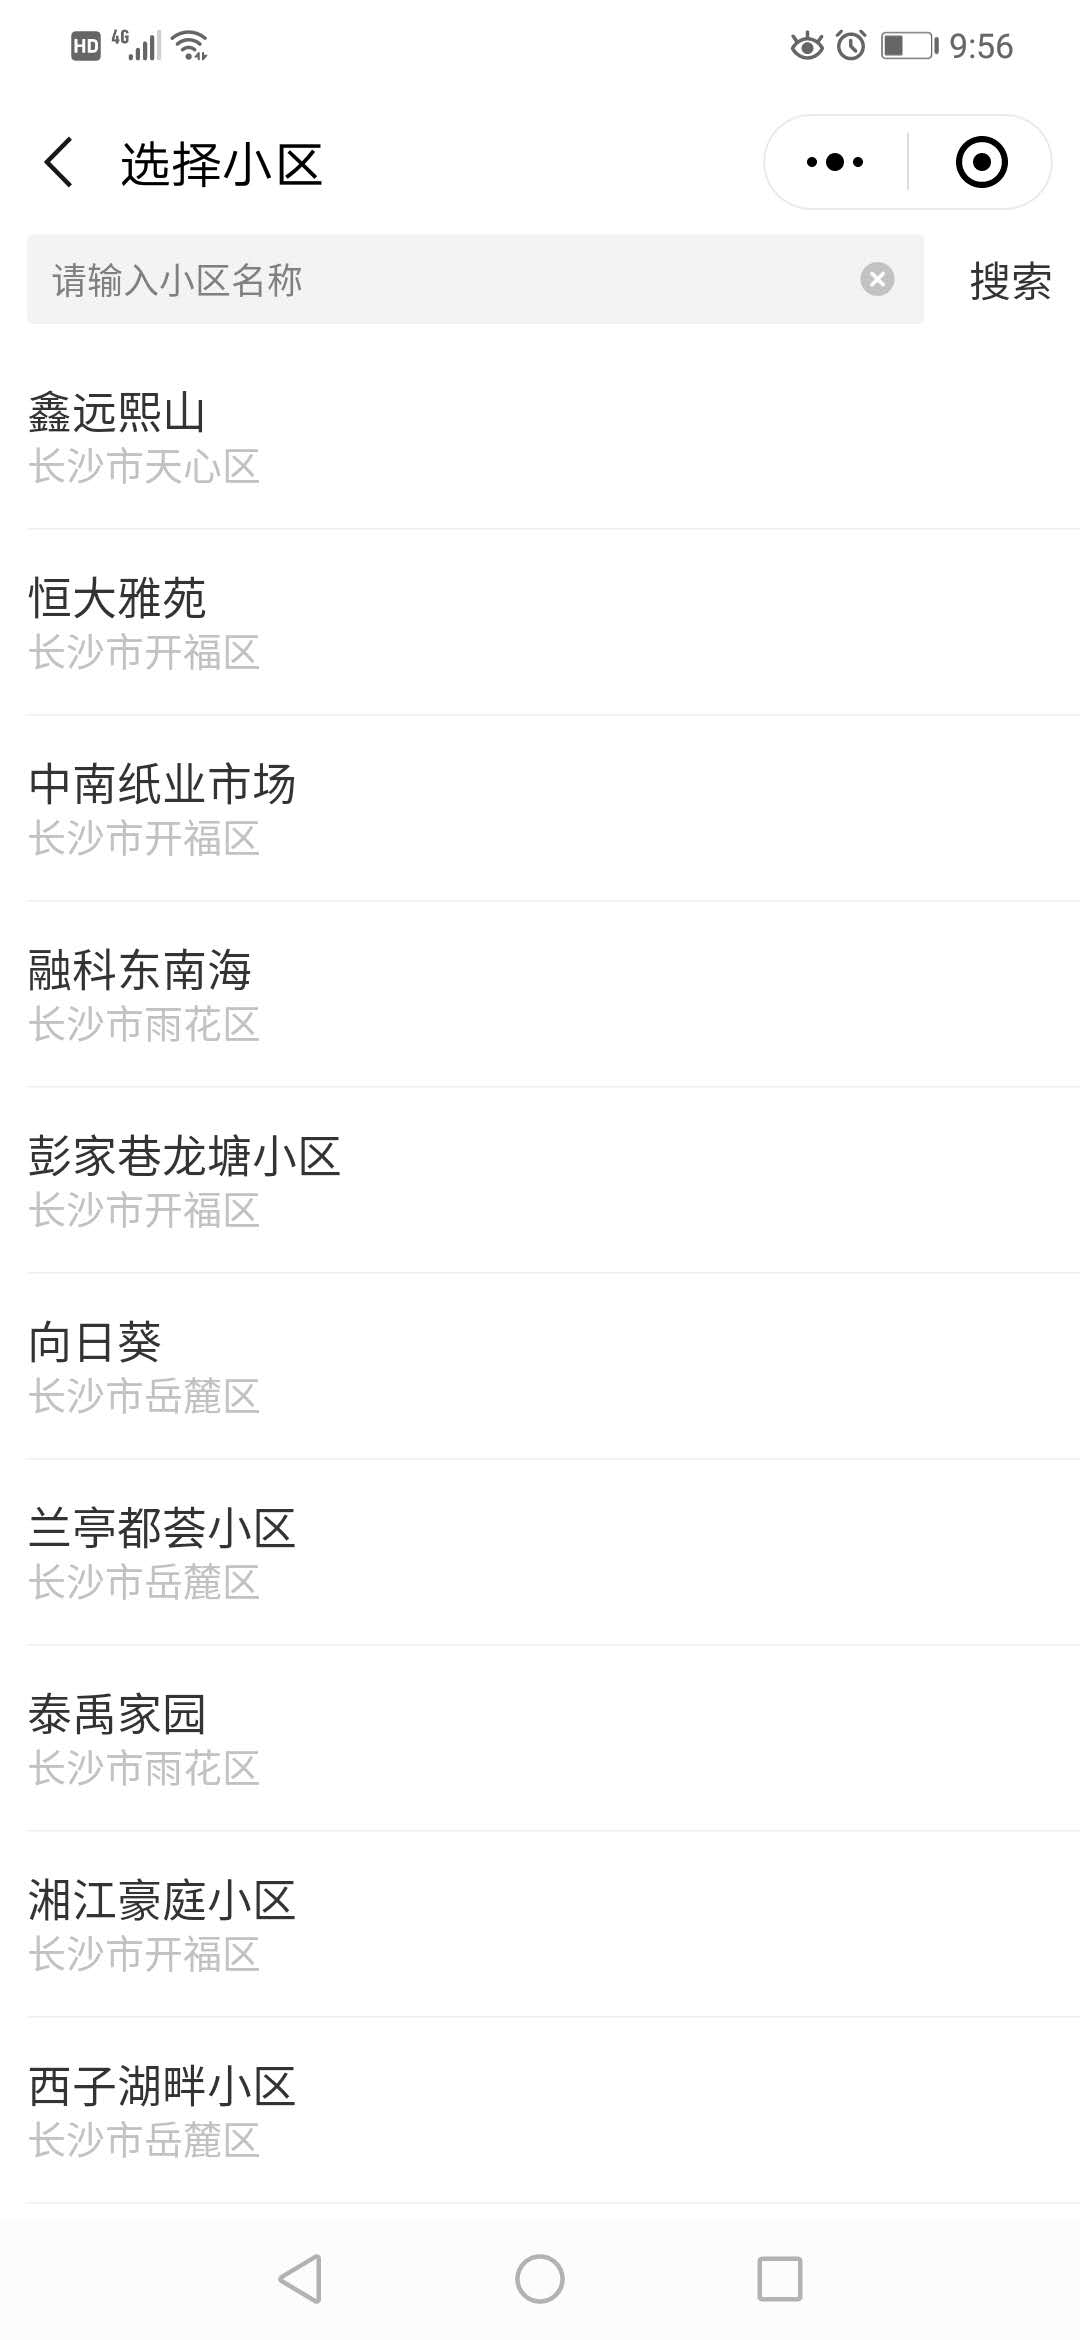 HD 4G 9:56
选择小区
请输入小区名称 搜索
鑫远熙山
长沙市天心区
恒大雅苑
长沙市开福区
中南纸业市场
长沙市开福区
融科东南海
长沙市雨花区
彭家巷龙塘小区
长沙市开福区
向日葵
长沙市岳麓区
兰亭都荟小区
长沙市岳麓区
泰禹家园
长沙市雨花区
湘江豪庭小区
长沙市开福区
西子湖畔小区
长沙市岳麓区